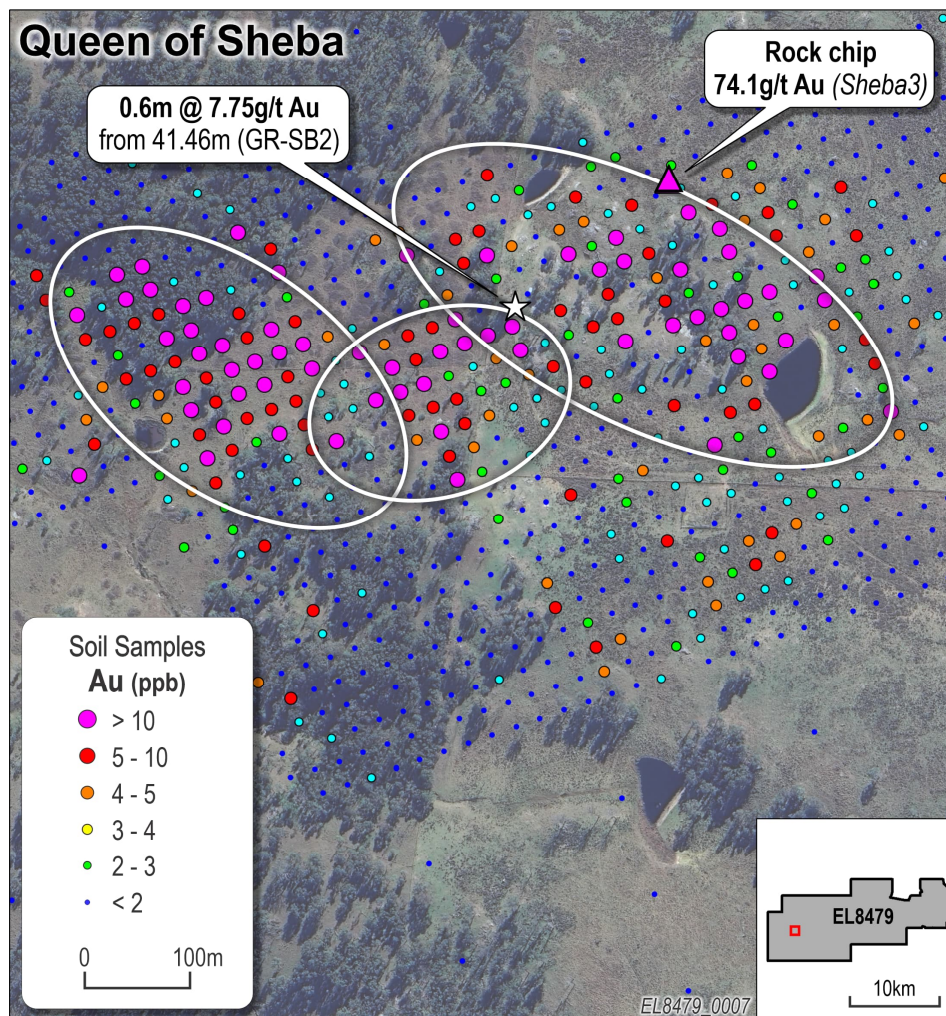 Queen of Sheba
Rock chip
74.1g/t Au (Sheba3)
0.6m @ 7.75g/t Au
from 41.46m (GR-SB2)
Soil Samples
Au (ppb)
> 10
5 - 10
4 - 5
3 - 4
2 - 3
< 2
0 100m
EL8479
10km
EL8479_0007